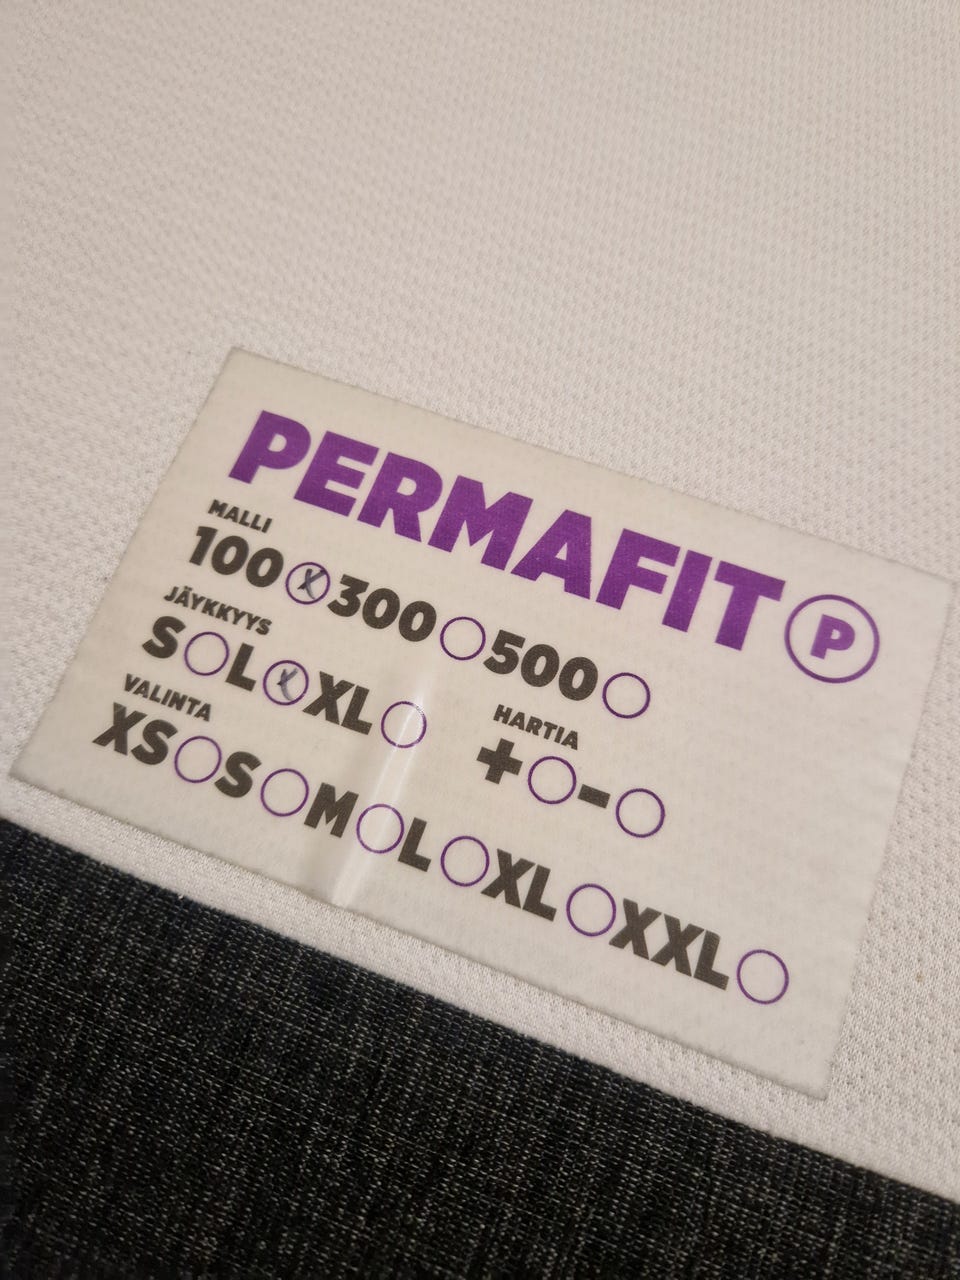 PERMAFIT P
MALLI
100 X 300 500
JÄYKKYYS
S L X XL
HARTIA
+ -
VALINTA
XS S M L XL XXL